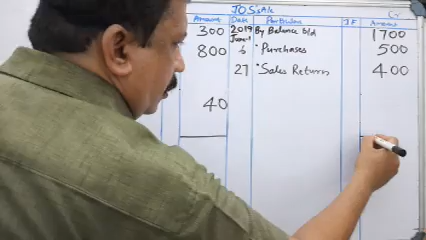 JOSSAL Cr
Amount Date Particulars J F Amount
300 2019 June-1 By Balance b/d 1700
800 6 " Purchases 500
27 " Sales Return 400
40